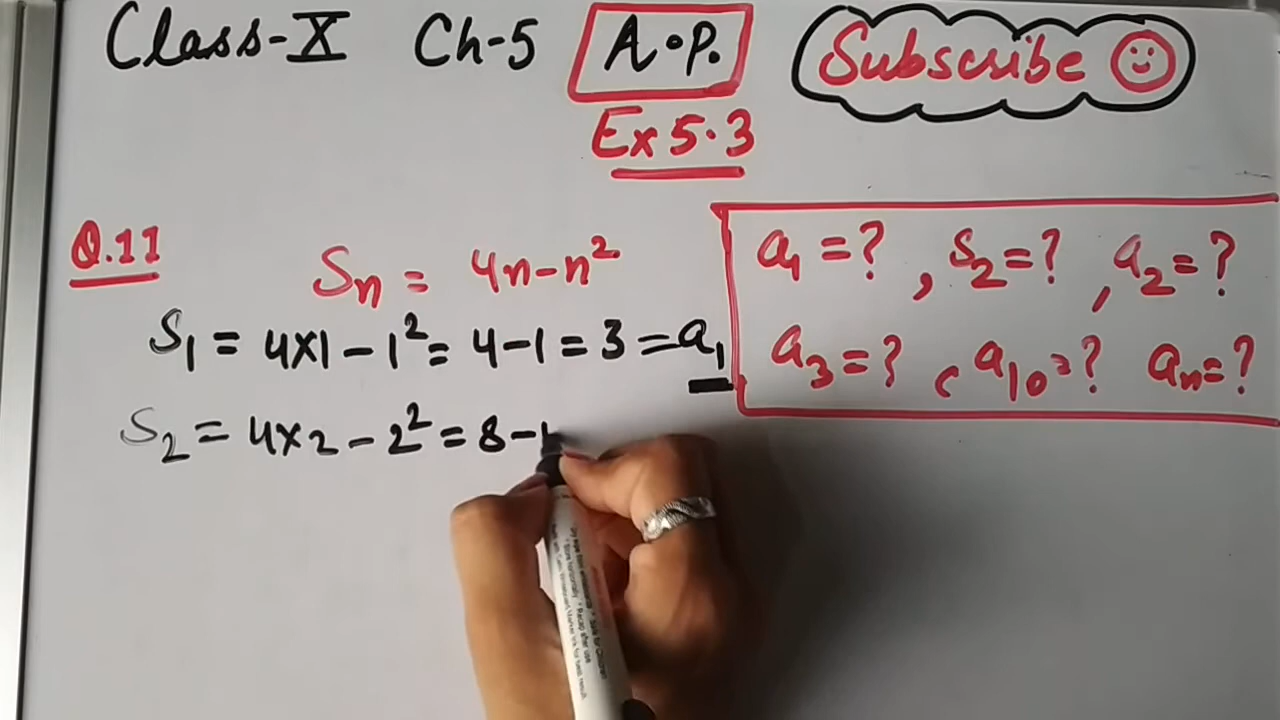 Class-X Ch-5 A.P. Subscribe
Ex 5.3
Q.11
Sₙ = 4n-n²
S₁ = 4×1 - 1² = 4-1 = 3 = a₁
S₂ = 4×2 - 2² = 8-
a₁ = ? , S₂ = ? , a₂ = ?
a₃ = ? , a₁₀ = ? aₙ = ?